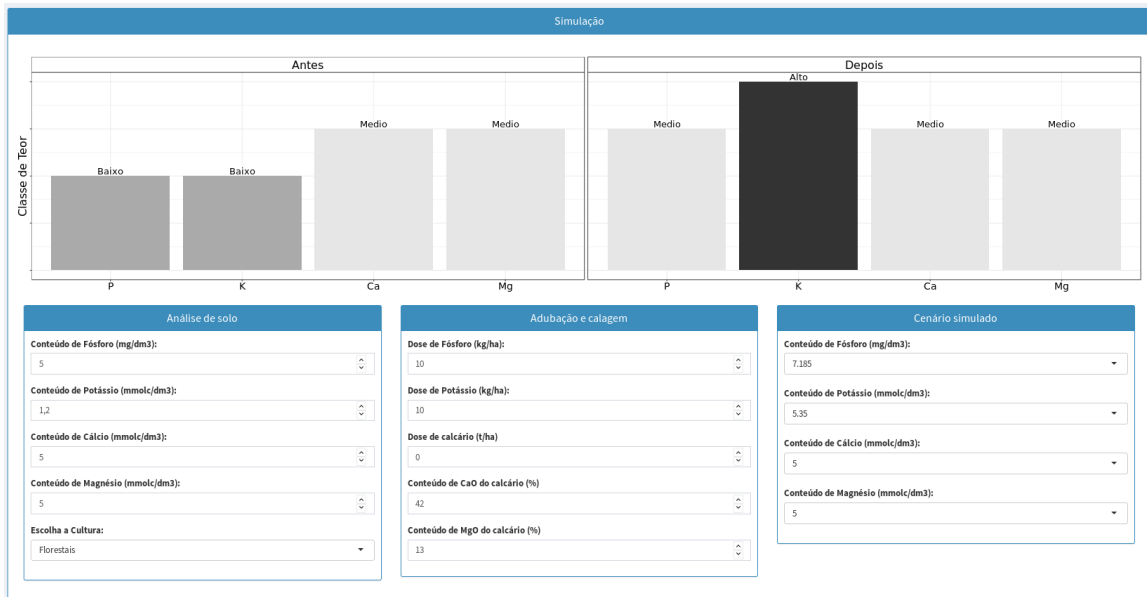 Simulação
Antes
Depois
Classe de Teor
Baixo
Baixo
Medio
Medio
Medio
Alto
Medio
Medio
P
K
Ca
Mg
P
K
Ca
Mg
Análise de solo
Conteúdo de Fósforo (mg/dm3):
5
Conteúdo de Potássio (mmolc/dm3):
1,2
Conteúdo de Cálcio (mmolc/dm3):
5
Conteúdo de Magnésio (mmolc/dm3):
5
Escolha a Cultura:
Florestais
Adubação e calagem
Dose de Fósforo (kg/ha):
10
Dose de Potássio (kg/ha):
10
Dose de calcário (t/ha)
0
Conteúdo de CaO do calcário (%)
42
Conteúdo de MgO do calcário (%)
13
Cenário simulado
Conteúdo de Fósforo (mg/dm3):
7.185
Conteúdo de Potássio (mmolc/dm3):
5.35
Conteúdo de Cálcio (mmolc/dm3):
5
Conteúdo de Magnésio (mmolc/dm3):
5